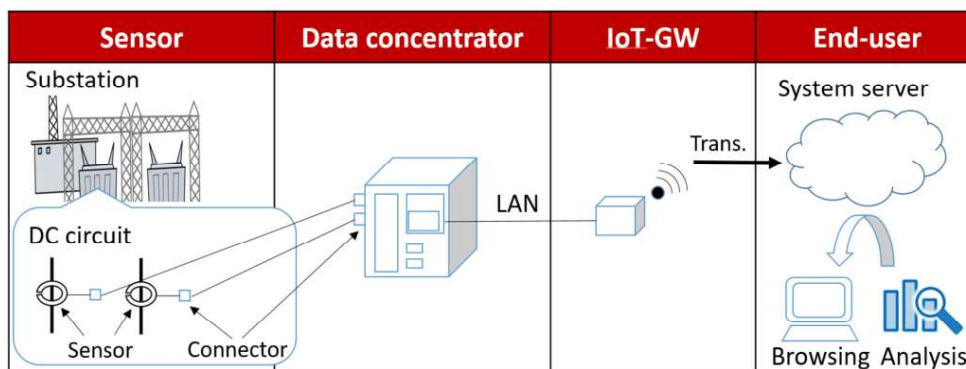 Sensor
Data concentrator
IoT-GW
End-user
Substation
DC circuit
Sensor
Connector
LAN
Trans.
System server
Browsing
Analysis